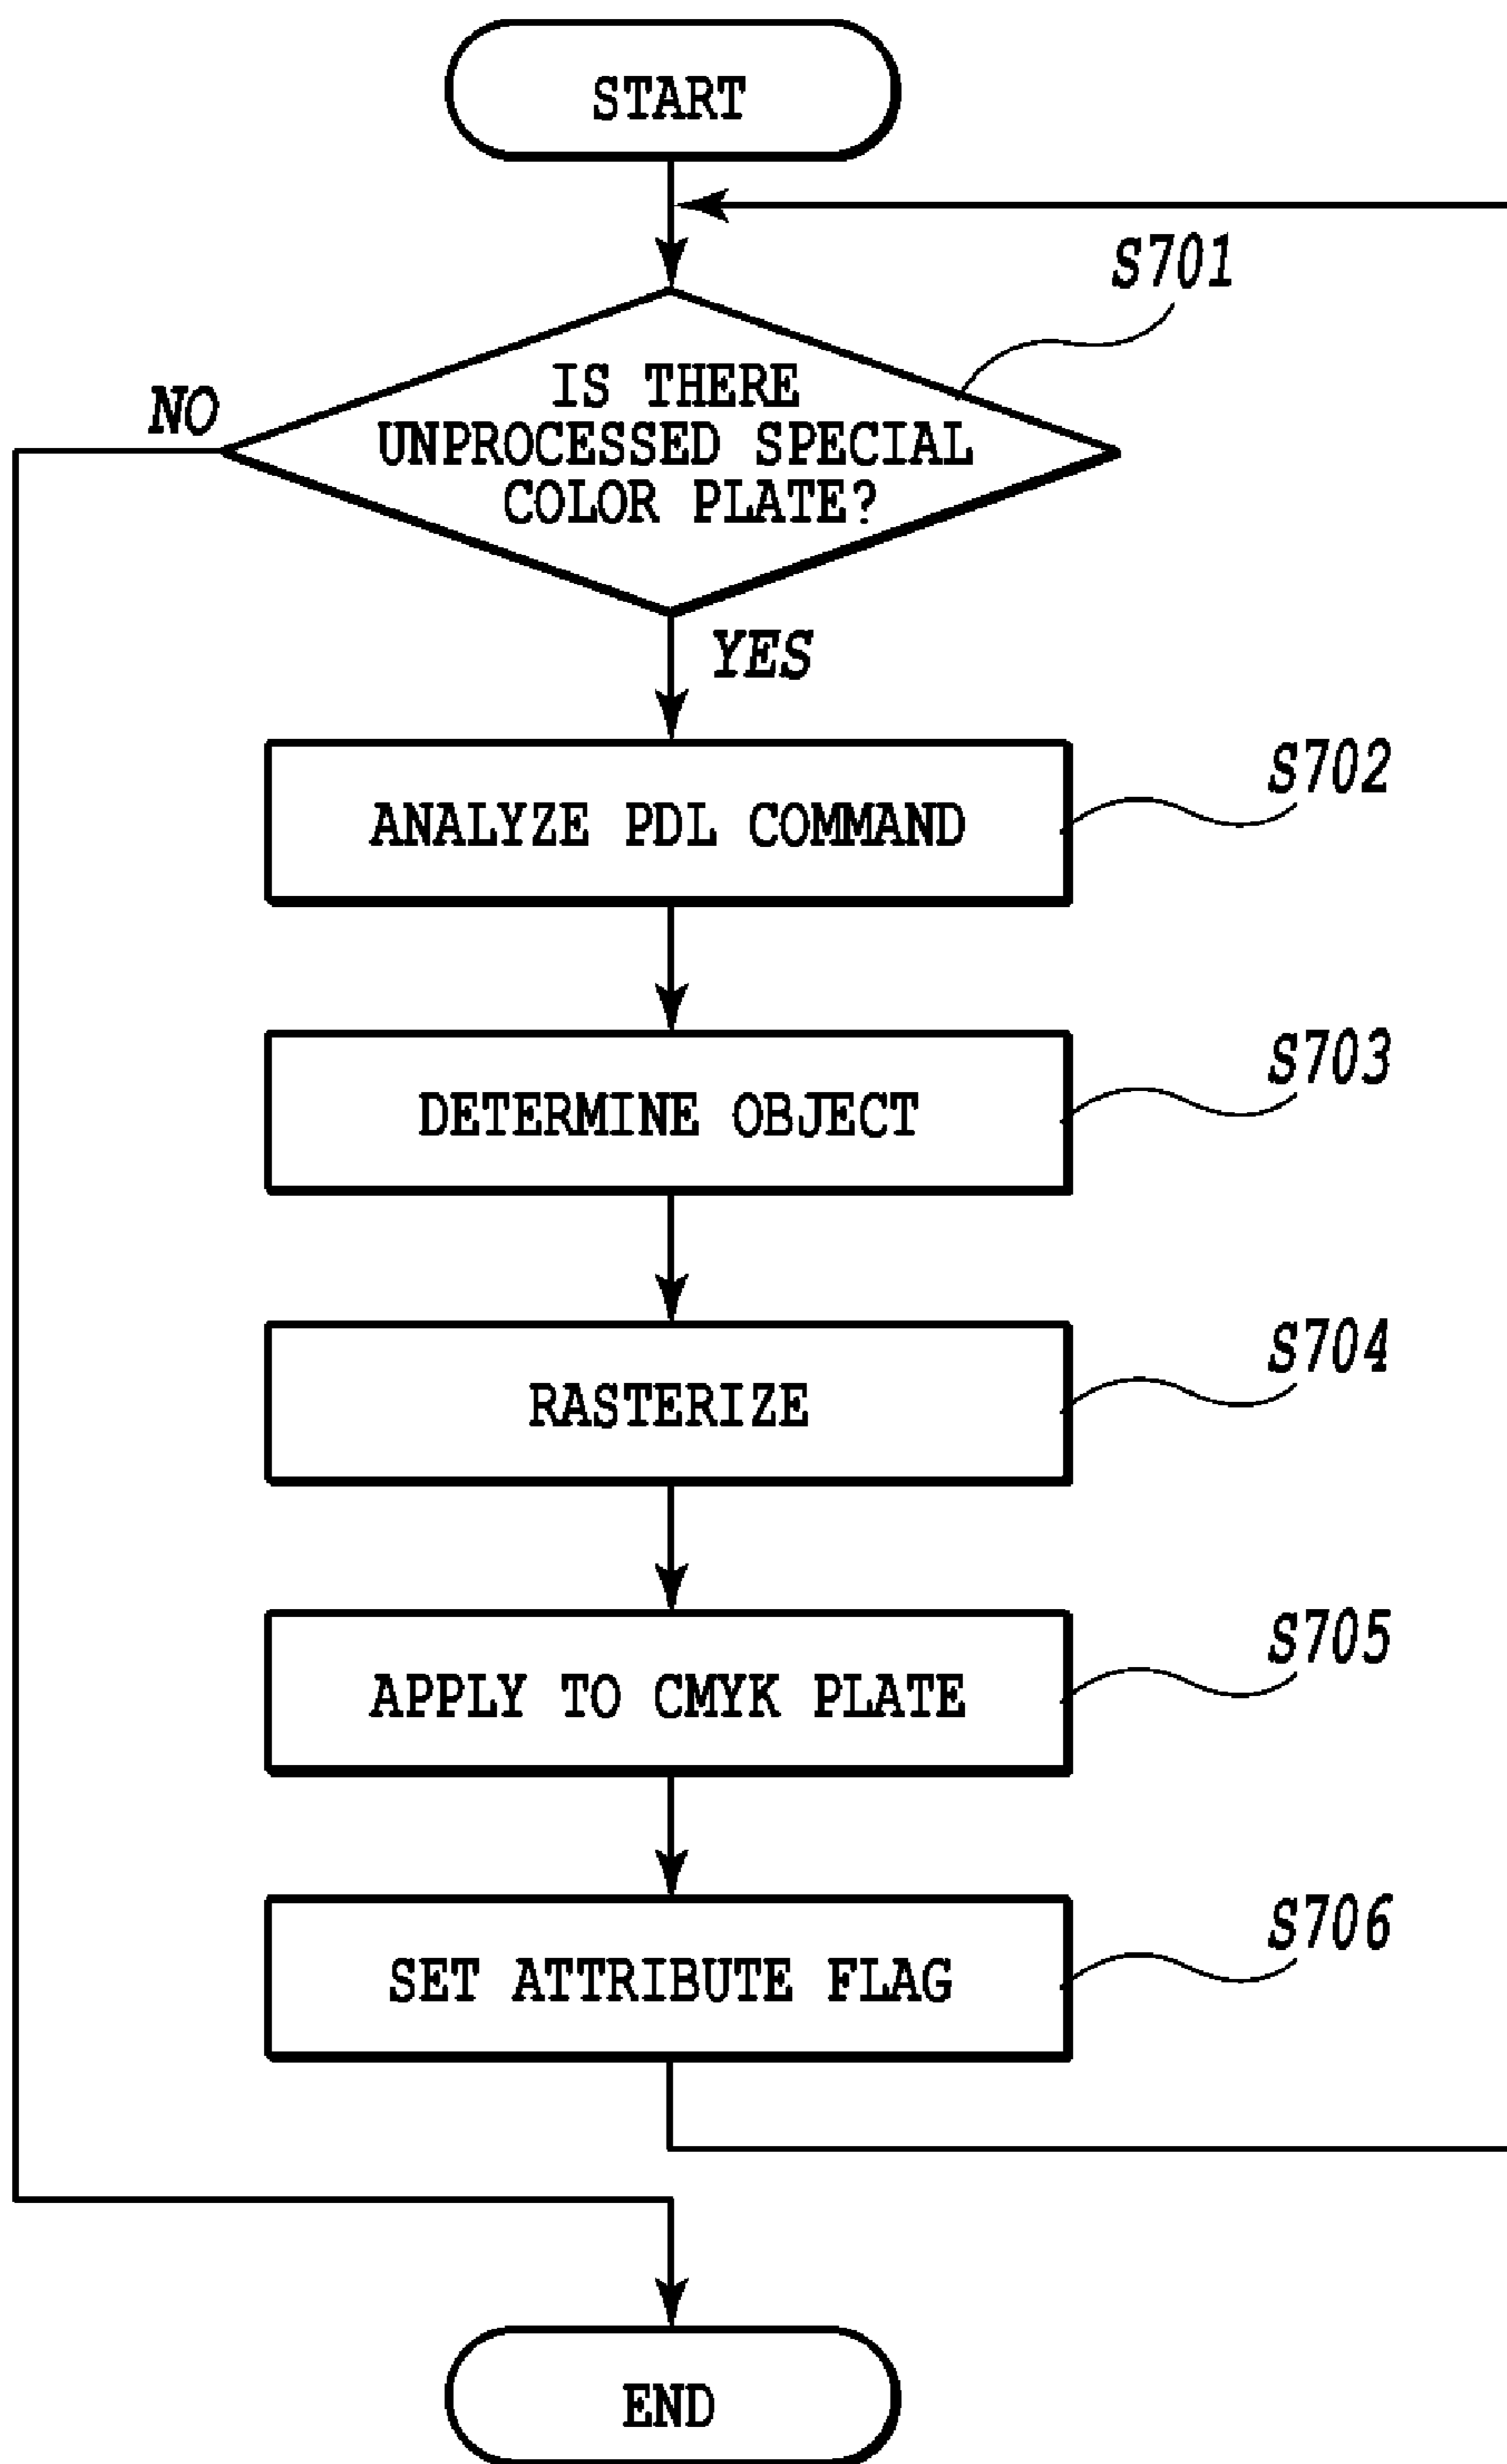 START
S701
IS THERE
UNPROCESSED SPECIAL
COLOR PLATE?
NO
YES
S702
ANALYZE PDL COMMAND
S703
DETERMINE OBJECT
S704
RASTERIZE
S705
APPLY TO CMYK PLATE
S706
SET ATTRIBUTE FLAG
END